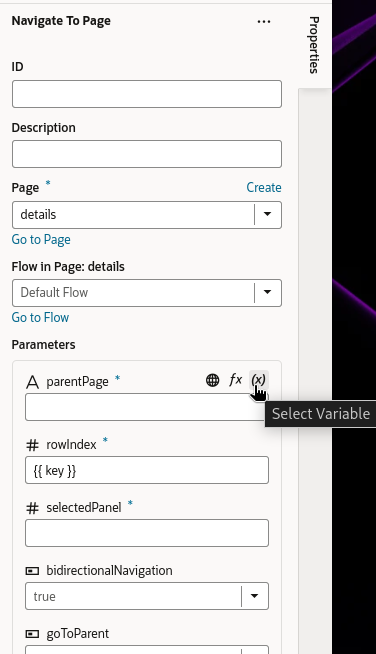 Navigate To Page
...
Properties
ID
Description
Page *
Create
details
Go to Page
Flow in Page: details
Default Flow
Go to Flow
Parameters
A parentPage *
fx (x)
Select Variable
# rowIndex *
{{ key }}
# selectedPanel *
bidirectionalNavigation
true
goToParent